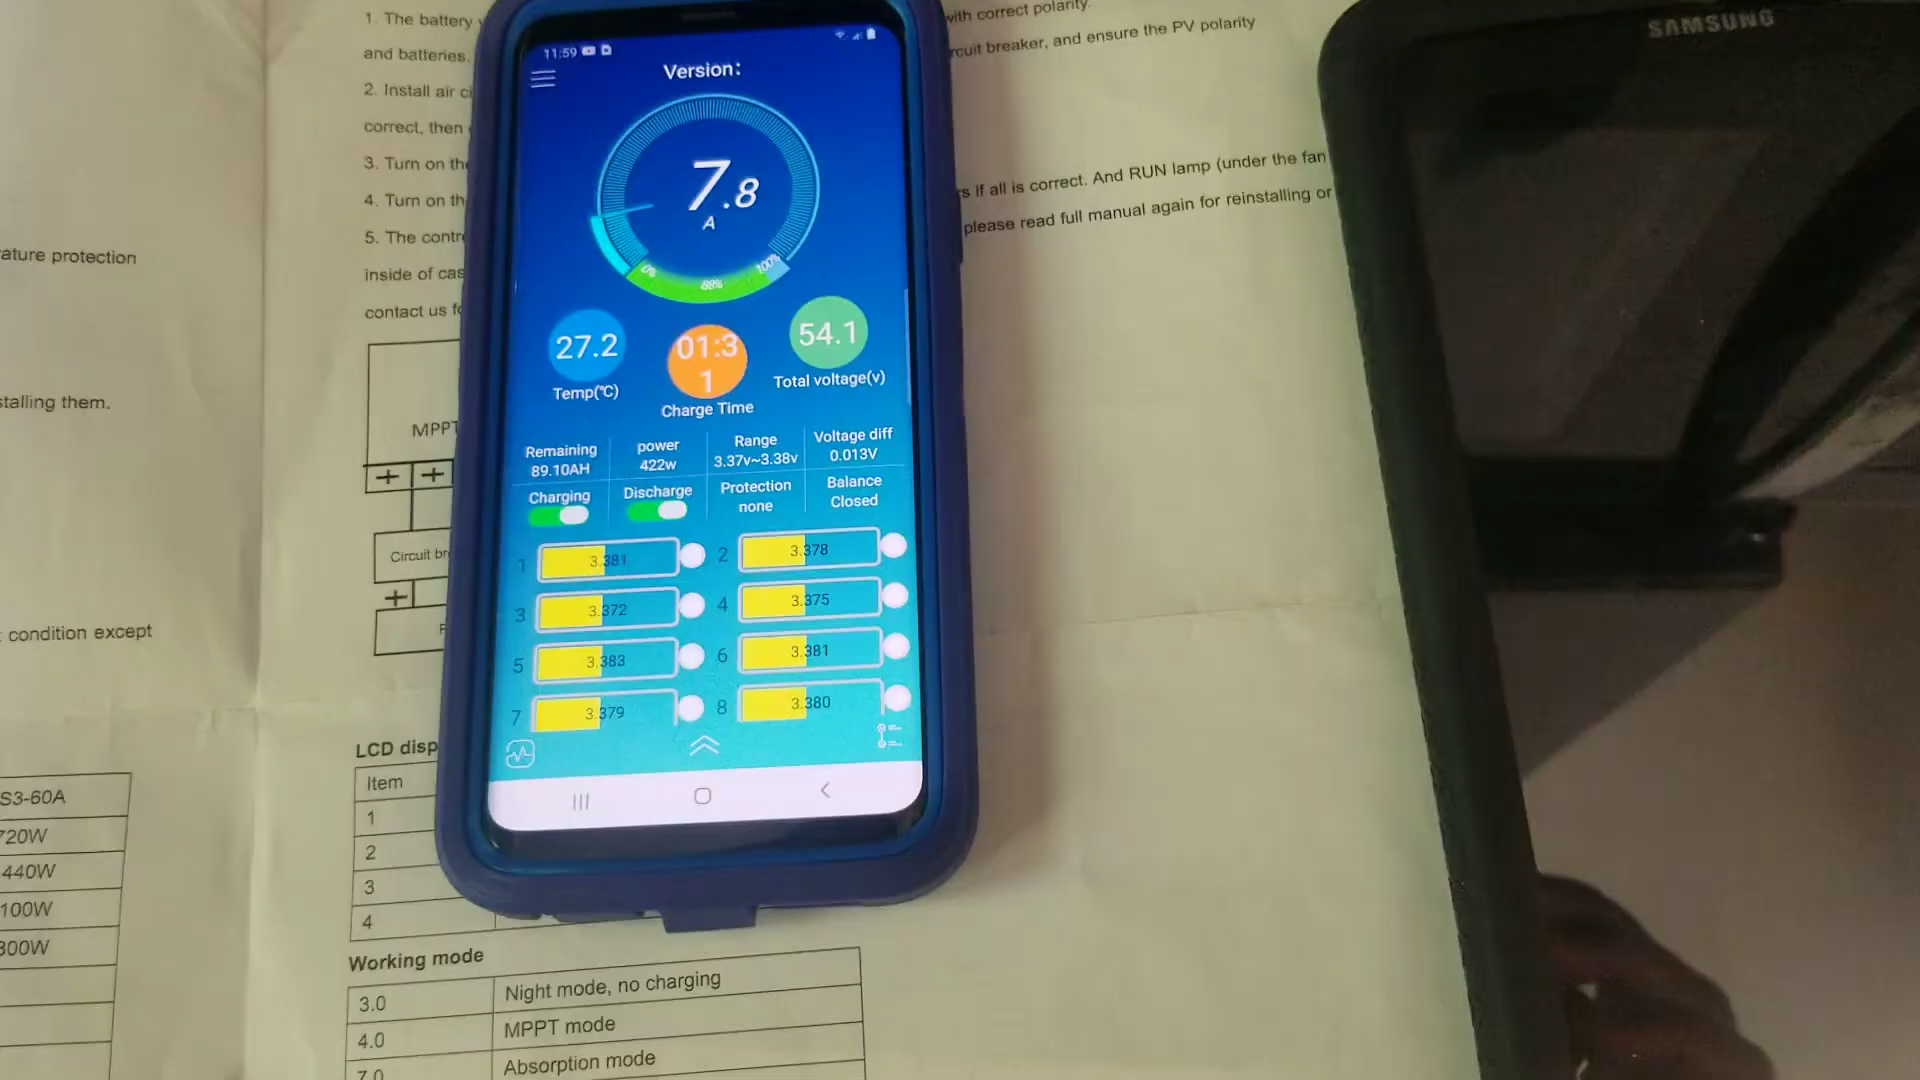 ature protection
stalling them.
condition except
S3-60A
720W
440W
100W
300W
1. The battery
with correct polarity.
and batteries.
rcuit breaker, and ensure the PV polarity
2. Install air ci
correct, then
3. Turn on the
s if all is correct. And RUN lamp (under the fan
4. Turn on th
please read full manual again for reinstalling or
5. The contr
inside of cas
contact us fo
MPPT
+ +
Circuit br
+
LCD disp
Item
1
2
3
4
Working mode
3.0 Night mode, no charging
4.0 MPPT mode
7.0 Absorption mode
11:59
Version:
7.8
A
0% 88% 100%
27.2
Temp(℃)
01:3
1
Charge Time
54.1
Total voltage(v)
Remaining
89.10AH
power
422w
Range
3.37v~3.38v
Voltage diff
0.013V
Charging
Discharge
Protection
none
Balance
Closed
1 3.381
2 3.378
3 3.372
4 3.375
5 3.383
6 3.381
7 3.379
8 3.380
SAMSUNG